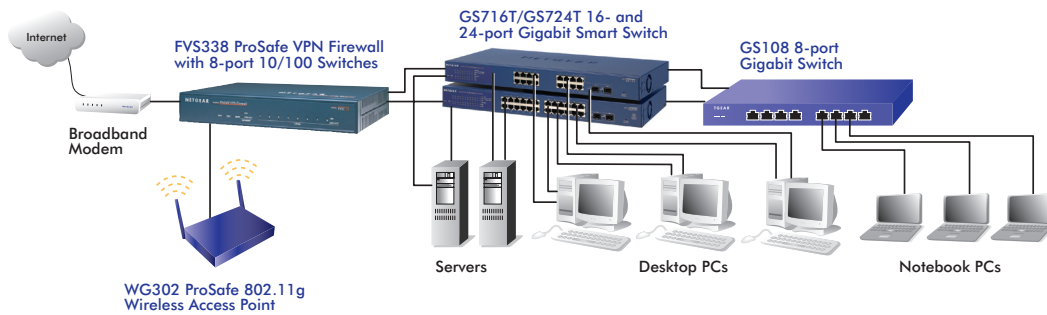 Internet
Broadband
Modem
FVS338 ProSafe VPN Firewall
with 8-port 10/100 Switches
NETGEAR
WG302 ProSafe 802.11g
Wireless Access Point
GS716T/GS724T 16- and
24-port Gigabit Smart Switch
NETGEAR
GS108 8-port
Gigabit Switch
Servers
Desktop PCs
Notebook PCs